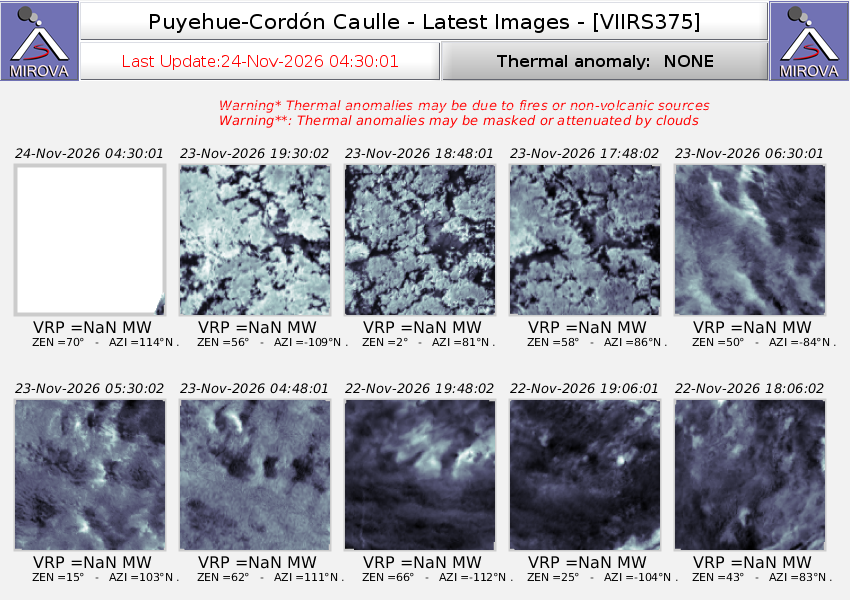 Puyehue-Cordón Caulle - Latest Images - [VIIRS375]
MIROVA
Last Update:24-Nov-2026 04:30:01
Thermal anomaly: NONE
MIROVA
Warning* Thermal anomalies may be due to fires or non-volcanic sources
Warning**: Thermal anomalies may be masked or attenuated by clouds
24-Nov-2026 04:30:01
23-Nov-2026 19:30:02
23-Nov-2026 18:48:01
23-Nov-2026 17:48:02
23-Nov-2026 06:30:01
VRP =NaN MW
VRP =NaN MW
VRP =NaN MW
VRP =NaN MW
VRP =NaN MW
ZEN =70° - AZI =114°N .
ZEN =56° - AZI =-109°N .
ZEN =2° - AZI =81°N .
ZEN =58° - AZI =86°N .
ZEN =50° - AZI =-84°N .
23-Nov-2026 05:30:02
23-Nov-2026 04:48:01
22-Nov-2026 19:48:02
22-Nov-2026 19:06:01
22-Nov-2026 18:06:02
VRP =NaN MW
VRP =NaN MW
VRP =NaN MW
VRP =NaN MW
VRP =NaN MW
ZEN =15° - AZI =103°N .
ZEN =62° - AZI =111°N .
ZEN =66° - AZI =-112°N .
ZEN =25° - AZI =-104°N .
ZEN =43° - AZI =83°N .